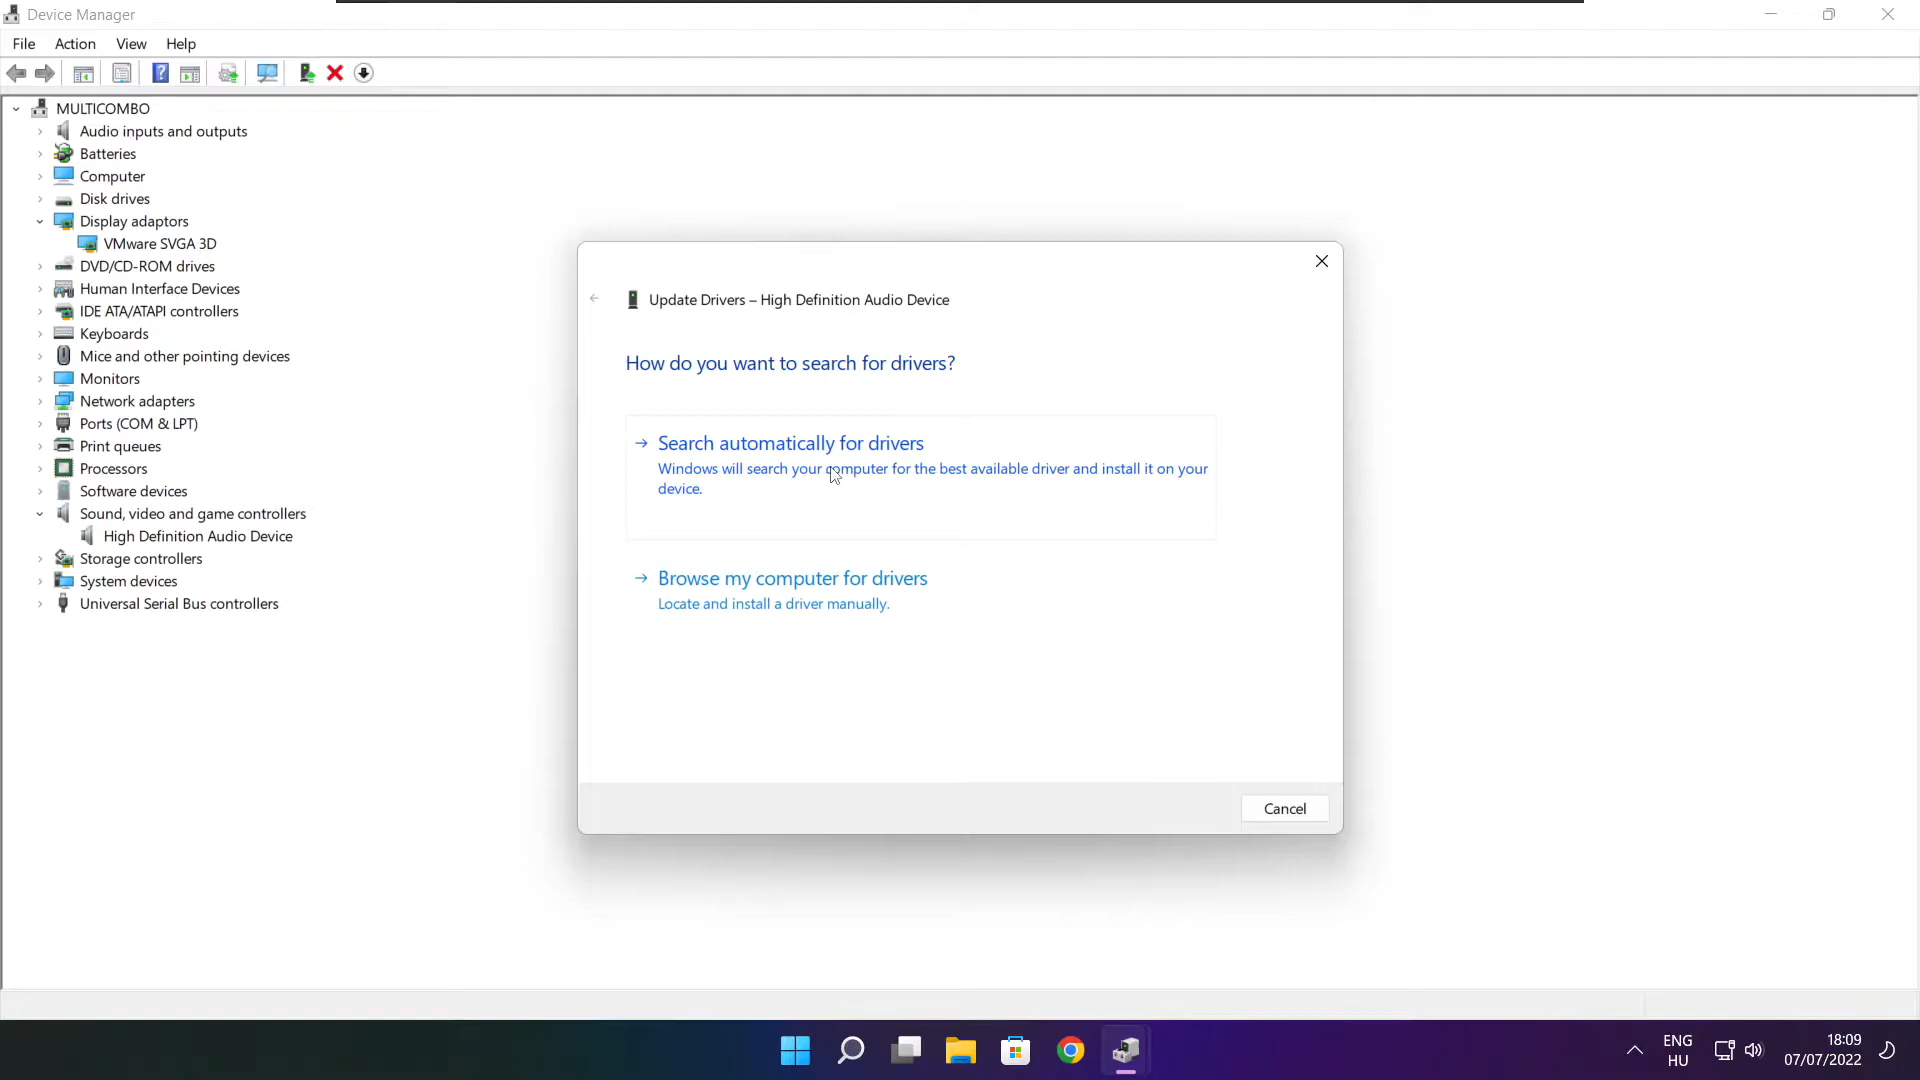 Device Manager
File Action View Help
MULTICOMBO
Audio inputs and outputs
Batteries
Computer
Disk drives
Display adaptors
VMware SVGA 3D
DVD/CD-ROM drives
Human Interface Devices
IDE ATA/ATAPI controllers
Keyboards
Mice and other pointing devices
Monitors
Network adapters
Ports (COM & LPT)
Print queues
Processors
Software devices
Sound, video and game controllers
High Definition Audio Device
Storage controllers
System devices
Universal Serial Bus controllers
Update Drivers – High Definition Audio Device
How do you want to search for drivers?
Search automatically for drivers
Windows will search your computer for the best available driver and install it on your
device.
Browse my computer for drivers
Locate and install a driver manually.
Cancel
ENG
HU
18:09
07/07/2022